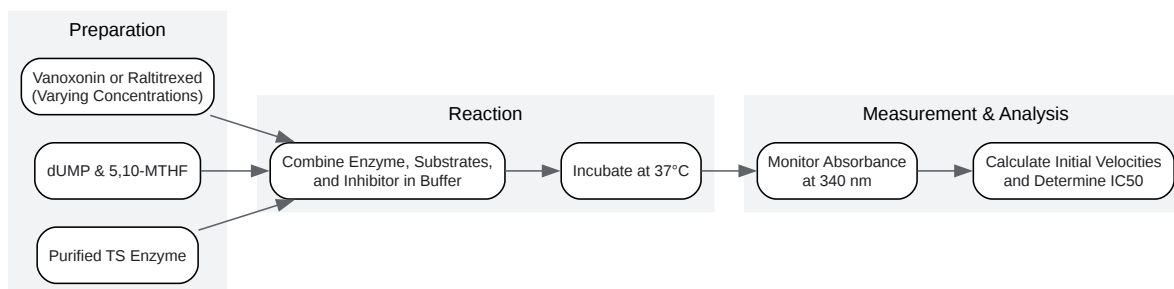 Preparation
Vanoxonin or Raltitrexed
(Varying Concentrations)
dUMP & 5,10-MTHF
Purified TS Enzyme
Reaction
Combine Enzyme, Substrates,
and Inhibitor in Buffer
Incubate at 37°C
Measurement & Analysis
Monitor Absorbance
at 340 nm
Calculate Initial Velocities
and Determine IC50